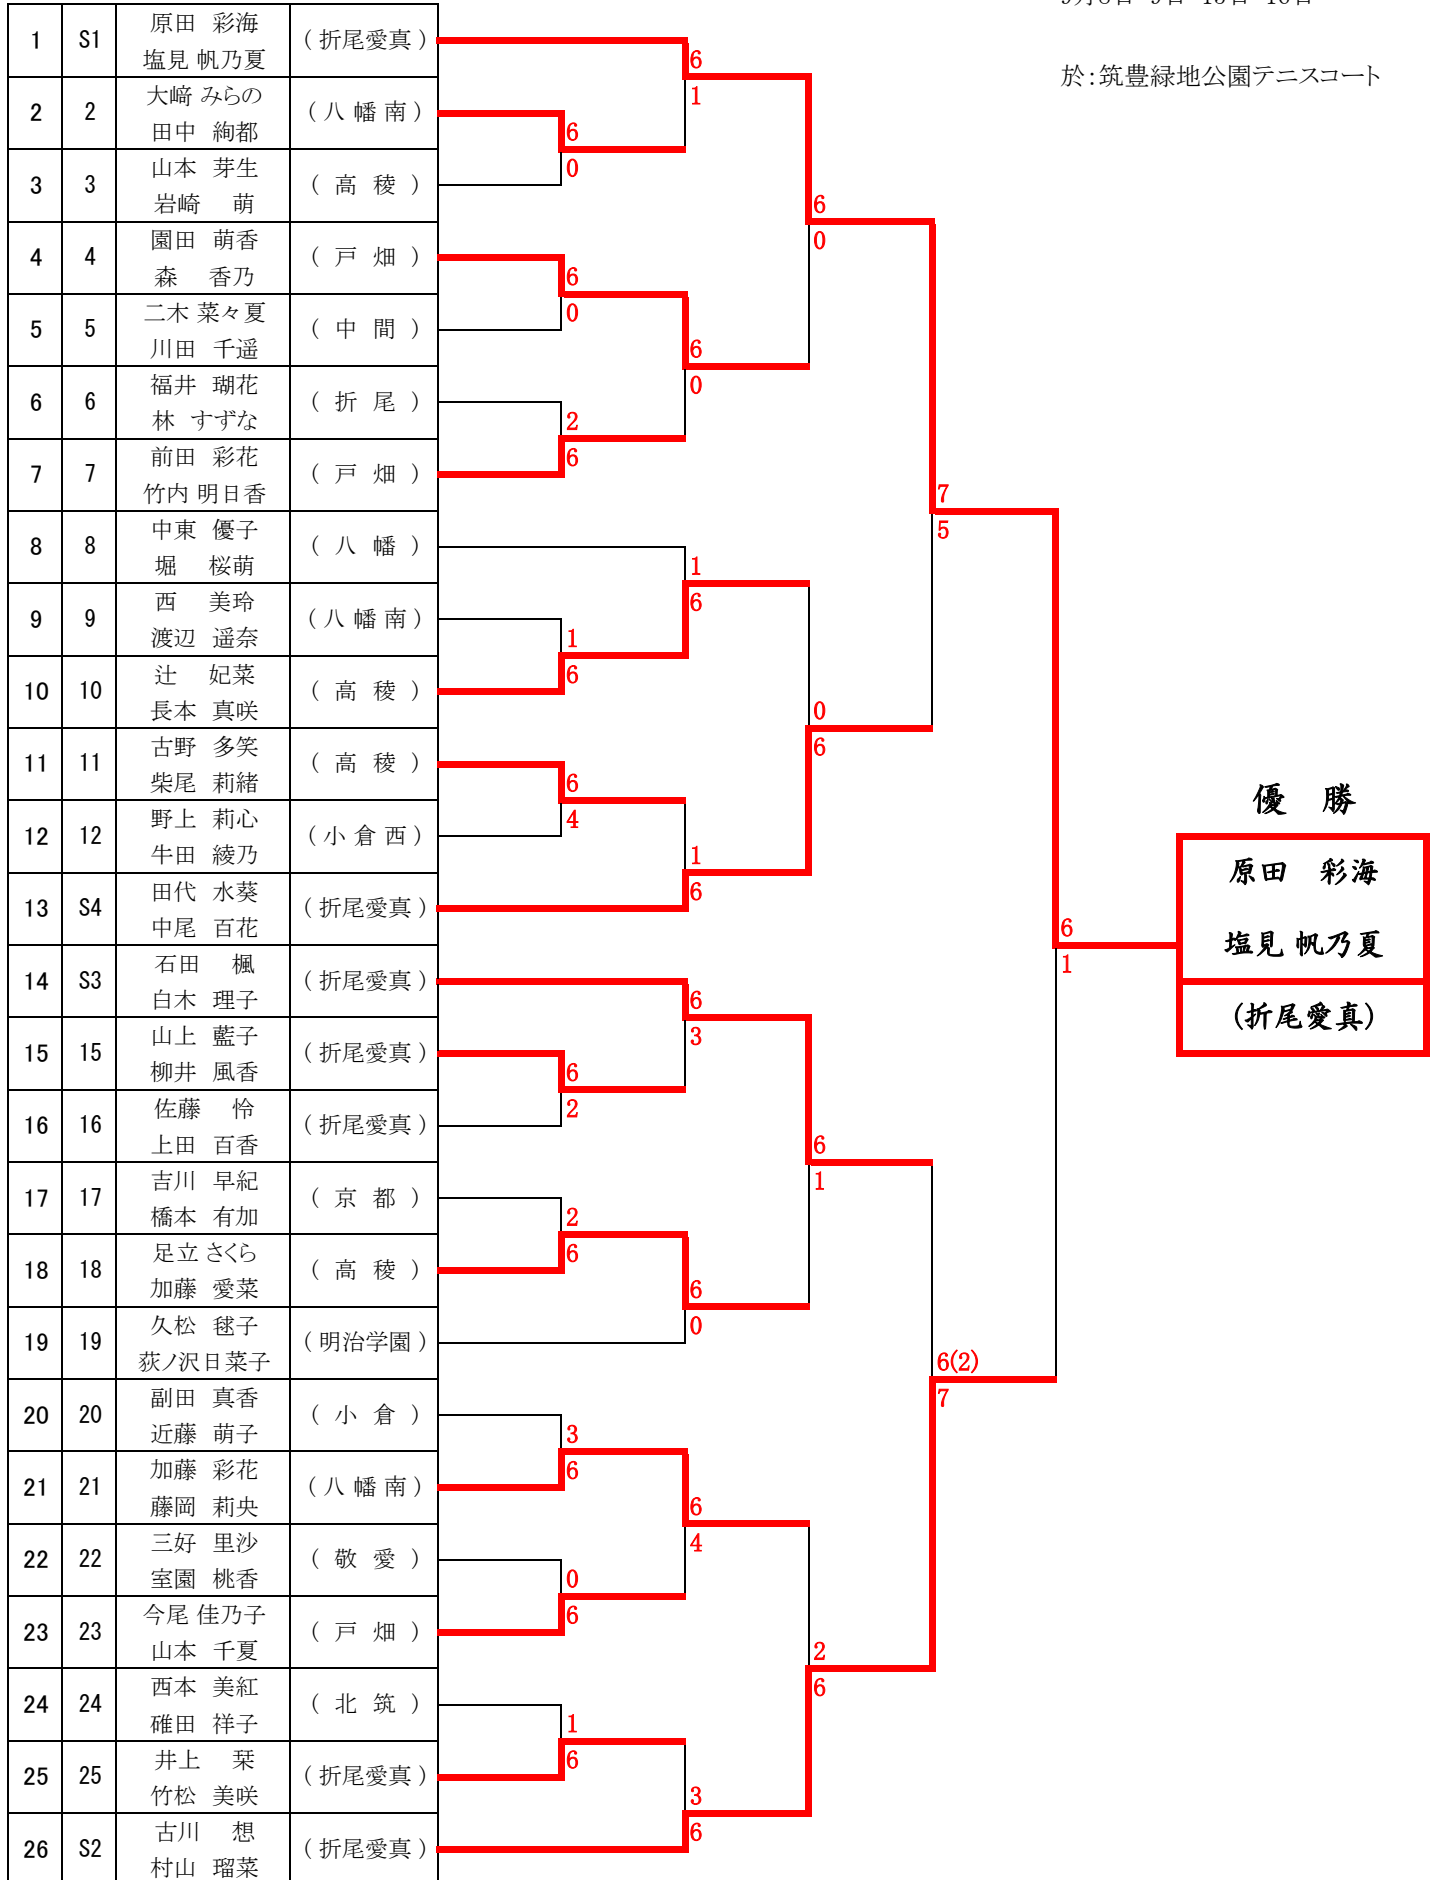 於：筑豊緑地公園テニスコート
1 S1 原田 彩海 (折尾愛真)
塩見 帆乃夏
2 2 大﨑 みらの (八幡南)
田中 絢都
3 3 山本 芽生 (高稜)
岩崎 萌
4 4 園田 萌香 (戸畑)
森 香乃
5 5 二木 菜々夏 (中間)
川田 千遥
6 6 福井 瑚花 (折尾)
林 すずな
7 7 前田 彩花 (戸畑)
竹内 明日香
8 8 中東 優子 (八幡)
堀 桜萌
9 9 西 美玲 (八幡南)
渡辺 遥奈
10 10 辻 妃菜 (高稜)
長本 真咲
11 11 古野 多笑 (高稜)
柴尾 莉緒
12 12 野上 莉心 (小倉西)
牛田 綾乃
13 S4 田代 水葵 (折尾愛真)
中尾 百花
14 S3 石田 楓 (折尾愛真)
白木 理子
15 15 山上 藍子 (折尾愛真)
柳井 風香
16 16 佐藤 怜 (折尾愛真)
上田 百香
17 17 吉川 早紀 (京都)
橋本 有加
18 18 足立 さくら (高稜)
加藤 愛菜
19 19 久松 毬子 (明治学園)
荻ノ沢日菜子
20 20 副田 真香 (小倉)
近藤 萌子
21 21 加藤 彩花 (八幡南)
藤岡 莉央
22 22 三好 里沙 (敬愛)
室園 桃香
23 23 今尾 佳乃子 (戸畑)
山本 千夏
24 24 西本 美紅 (北筑)
碓田 祥子
25 25 井上 栞 (折尾愛真)
竹松 美咲
26 S2 古川 想 (折尾愛真)
村山 瑠菜
6
0
6
0
2
6
1
6
6
4
6
2
2
6
3
6
0
6
1
6
6
1
6
0
1
6
1
6
6
3
6
0
6
4
3
6
6
0
0
6
6
1
2
6
7
5
6(2)
7
6
1
優 勝
原田 彩海
塩見 帆乃夏
(折尾愛真)